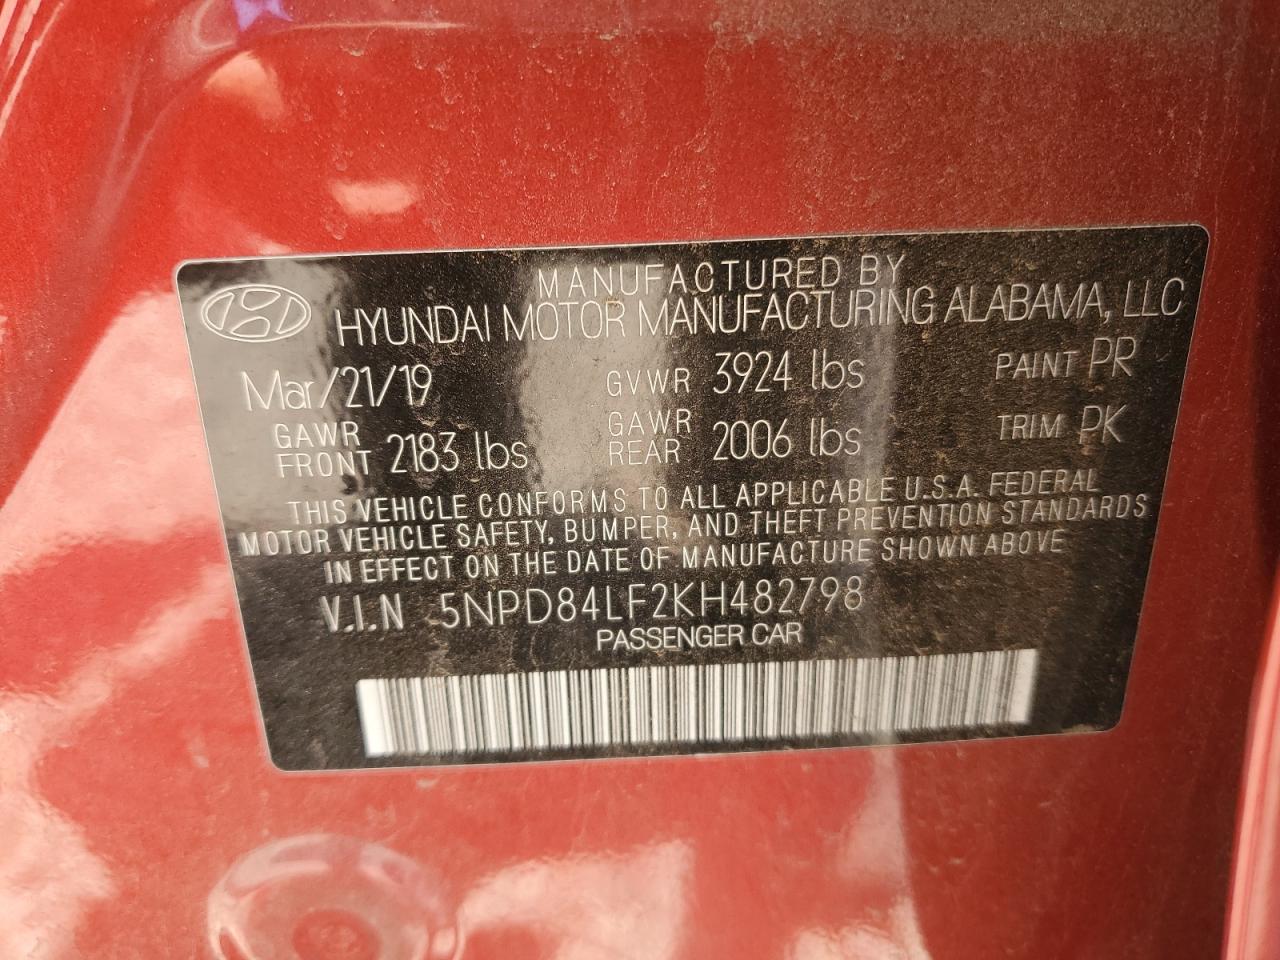 MANUFACTURED BY
HYUNDAI MOTOR MANUFACTURING ALABAMA, LLC
Mar/21/19 GVWR 3924 lbs PAINT PR
GAWR FRONT 2183 lbs GAWR REAR 2006 lbs TRIM PK
THIS VEHICLE CONFORMS TO ALL APPLICABLE U.S.A. FEDERAL
MOTOR VEHICLE SAFETY, BUMPER, AND THEFT PREVENTION STANDARDS
IN EFFECT ON THE DATE OF MANUFACTURE SHOWN ABOVE
V.I.N 5NPD84LF2KH482798
PASSENGER CAR